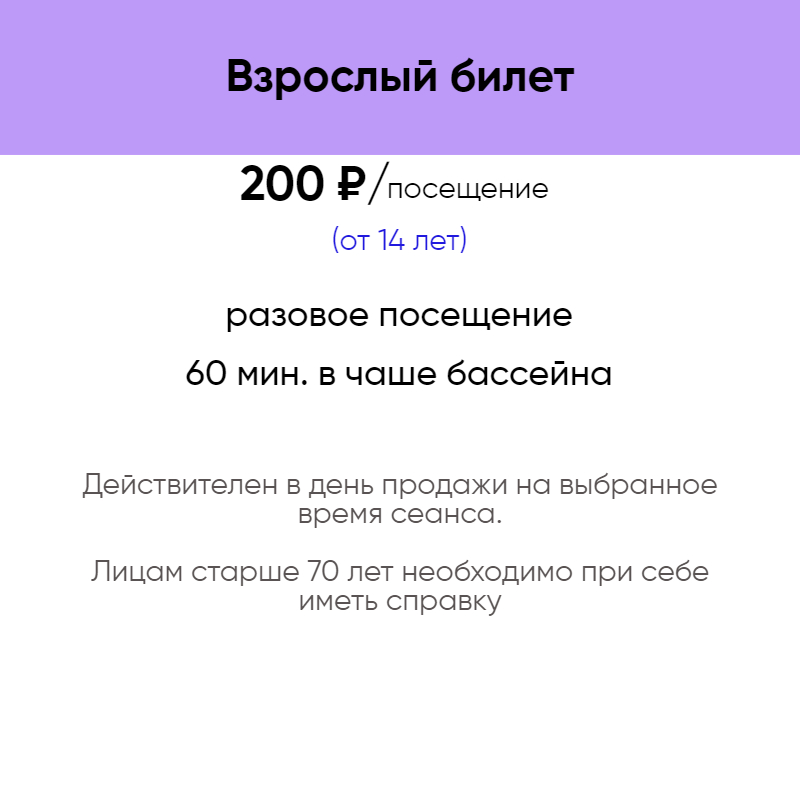 Взрослый билет
200 ₽/посещение
(от 14 лет)
разовое посещение
60 мин. в чаше бассейна
Действителен в день продажи на выбранное
время сеанса.
Лицам старше 70 лет необходимо при себе
иметь справку